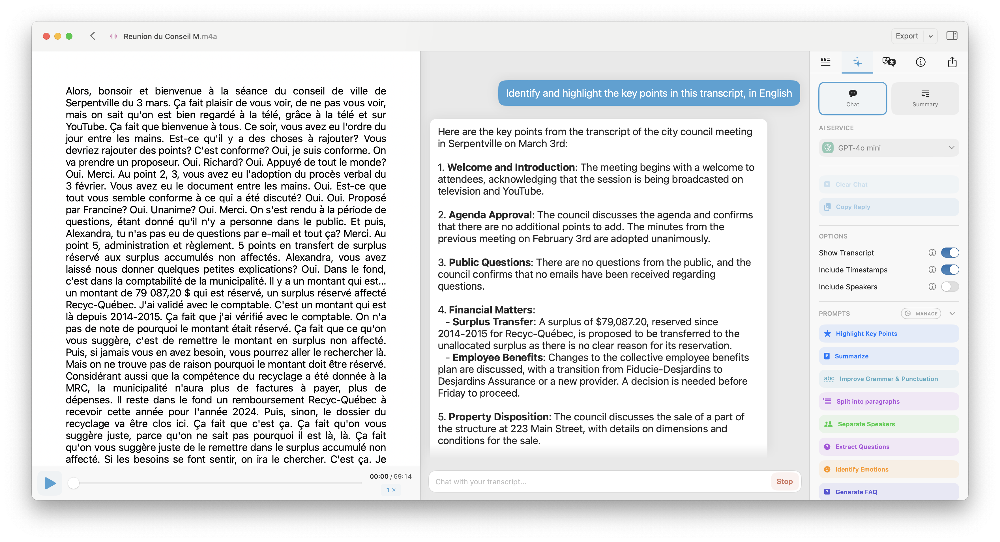 Reunion du Conseil M.m4a
Export
Alors, bonsoir et bienvenue à la séance du conseil de ville de
Serpentville du 3 mars. Ça fait plaisir de vous voir, de ne pas vous voir,
mais on sait qu'on est bien regardé à la télé, grâce à la télé et sur
YouTube. Ça fait que bienvenue à tous. Ce soir, vous avez eu l'ordre du
jour entre les mains. Est-ce qu'il y a des choses à rajouter? Vous
devriez rajouter des points? C'est conforme? Oui, je suis conforme. On
va prendre un proposeur. Oui. Richard? Oui. Appuyé de tout le monde?
Oui. Merci. Au point 2, 3, vous avez eu l'adoption du procès verbal du
3 février. Vous avez eu le document entre les mains. Oui. Est-ce que
tout vous semble conforme à ce qui a été discuté? Oui. Oui. Proposé
par Francine? Oui. Unanime? Oui. Merci. On s'est rendu à la période de
questions, étant donné qu'il n'y a personne dans le public. Et puis,
Alexandra, tu n'as pas eu de questions par e-mail et tout ça? Merci. Au
point 5, administration et règlement. 5 points en transfert de surplus
réservé aux surplus accumulés non affectés. Alexandra, vous avez
laissé nous donner quelques petites explications? Oui. Dans le fond,
c'est dans la comptabilité de la municipalité. Il y a un montant qui est...
un montant de 79 087,20 $ qui est réservé, un surplus réservé affecté
Recyc-Québec. J'ai validé avec le comptable. C'est un montant qui est
là depuis 2014-2015. Ça fait que j'ai vérifié avec le comptable. On n'a
pas de note de pourquoi le montant était réservé. Ça fait que ce qu'on
vous suggère, c'est de remettre le montant en surplus non affecté.
Puis, si jamais vous en avez besoin, vous pourrez aller le rechercher là.
Mais on ne trouve pas de raison pourquoi le montant doit être réservé.
Considérant aussi que la compétence du recyclage a été donnée à la
MRC, la municipalité n'aura plus de factures à payer, plus de
dépenses. Il reste dans le fond un remboursement Recyc-Québec à
recevoir cette année pour l'année 2024. Puis, sinon, le dossier du
recyclage va être clos ici. Ça fait que c'est ça. Ça fait qu'on vous
suggère juste, parce qu'on ne sait pas pourquoi il est là, là. Ça fait
qu'on vous suggère juste de le remettre dans le surplus accumulé non
affecté. Si les besoins se font sentir, on ira le chercher. C'est ça. Je
00:00 / 59:14
1 ×
Identify and highlight the key points in this transcript, in English
Here are the key points from the transcript of the city council meeting
in Serpentville on March 3rd:
1. Welcome and Introduction: The meeting begins with a welcome to
attendees, acknowledging that the session is being broadcasted on
television and YouTube.
2. Agenda Approval: The council discusses the agenda and confirms
that there are no additional points to add. The minutes from the
previous meeting on February 3rd are adopted unanimously.
3. Public Questions: There are no questions from the public, and the
council confirms that no emails have been received regarding
questions.
4. Financial Matters:
- Surplus Transfer: A surplus of $79,087.20, reserved since
2014-2015 for Recyc-Québec, is proposed to be transferred to the
unallocated surplus as there is no clear reason for its reservation.
- Employee Benefits: Changes to the collective employee benefits
plan are discussed, with a transition from Fiducie-Desjardins to
Desjardins Assurance or a new provider. A decision is needed before
Friday to proceed.
5. Property Disposition: The council discusses the sale of a part of
the structure at 223 Main Street, with details on dimensions and
conditions for the sale.
Chat with your transcript...
Stop
Chat
Summary
AI SERVICE
GPT-4o mini
Clear Chat
Copy Reply
OPTIONS
Show Transcript
Include Timestamps
Include Speakers
PROMPTS
MANAGE
Highlight Key Points
Summarize
abc Improve Grammar & Punctuation
Split into paragraphs
Separate Speakers
Extract Questions
Identify Emotions
Generate FAQ